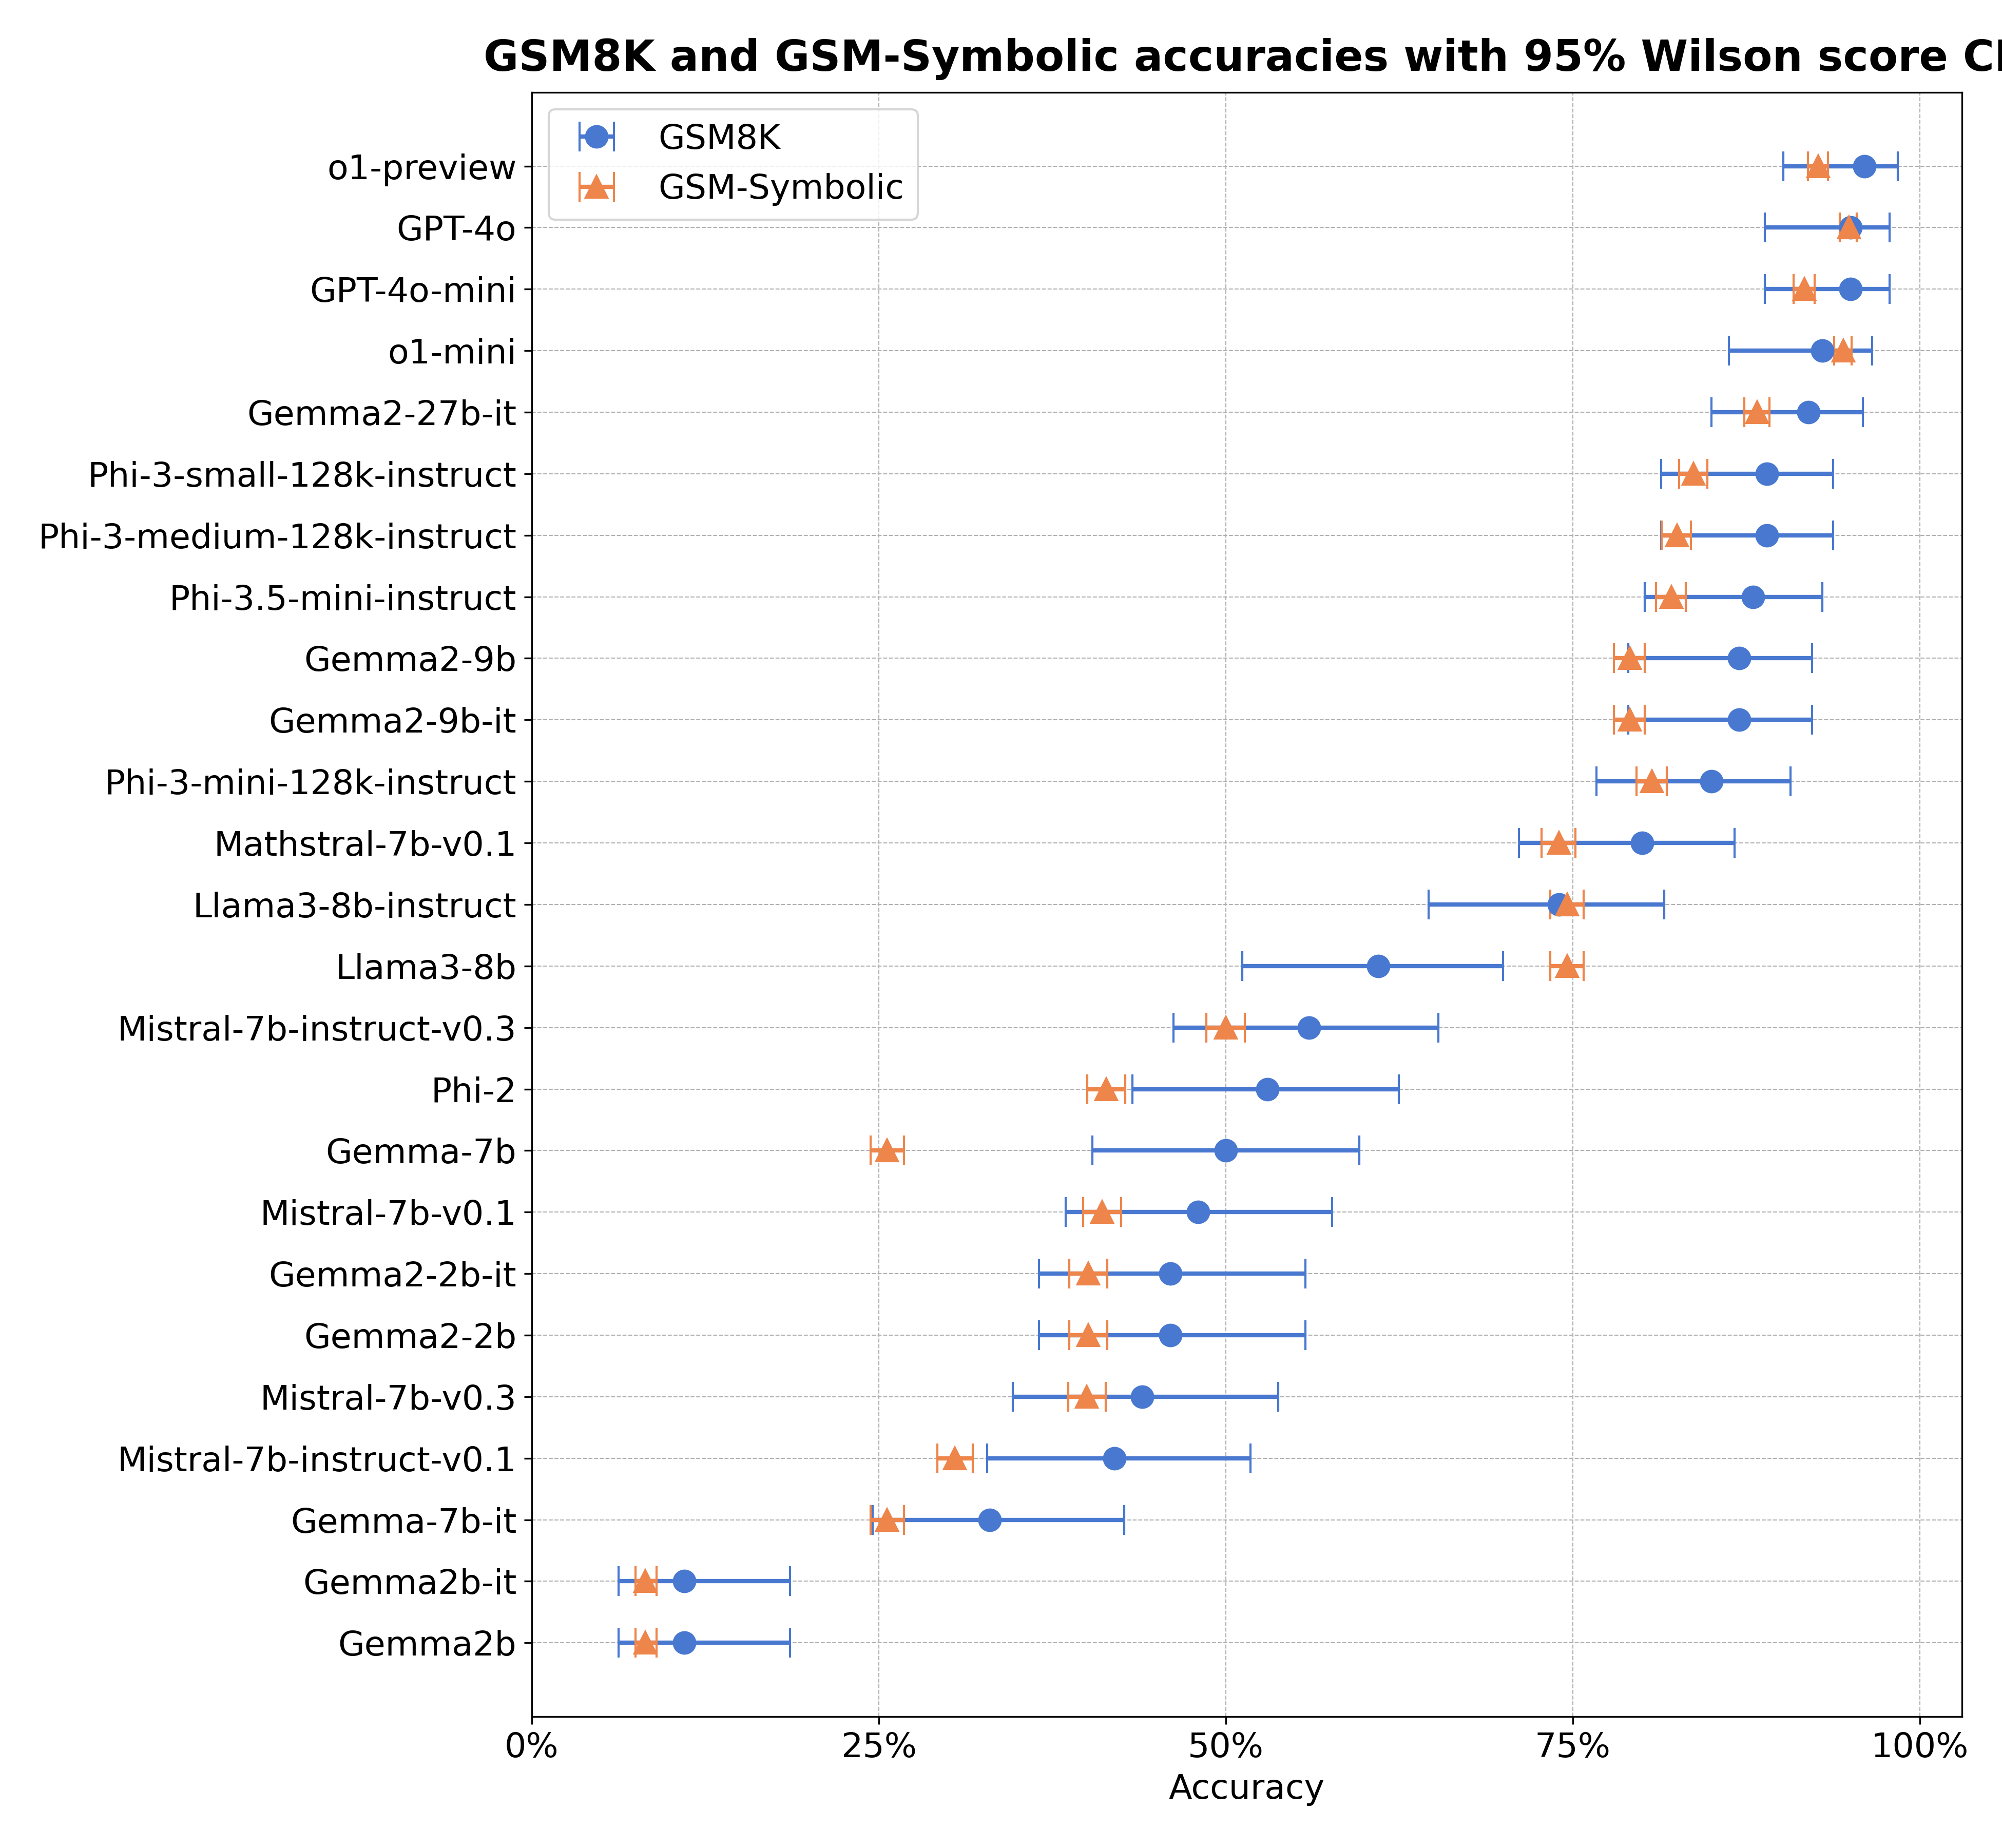 GSM8K and GSM-Symbolic accuracies with 95% Wilson score CI
GSM8K
GSM-Symbolic
o1-preview
GPT-4o
GPT-4o-mini
o1-mini
Gemma2-27b-it
Phi-3-small-128k-instruct
Phi-3-medium-128k-instruct
Phi-3.5-mini-instruct
Gemma2-9b
Gemma2-9b-it
Phi-3-mini-128k-instruct
Mathstral-7b-v0.1
Llama3-8b-instruct
Llama3-8b
Mistral-7b-instruct-v0.3
Phi-2
Gemma-7b
Mistral-7b-v0.1
Gemma2-2b-it
Gemma2-2b
Mistral-7b-v0.3
Mistral-7b-instruct-v0.1
Gemma-7b-it
Gemma2b-it
Gemma2b
0% 25% 50% 75% 100%
Accuracy